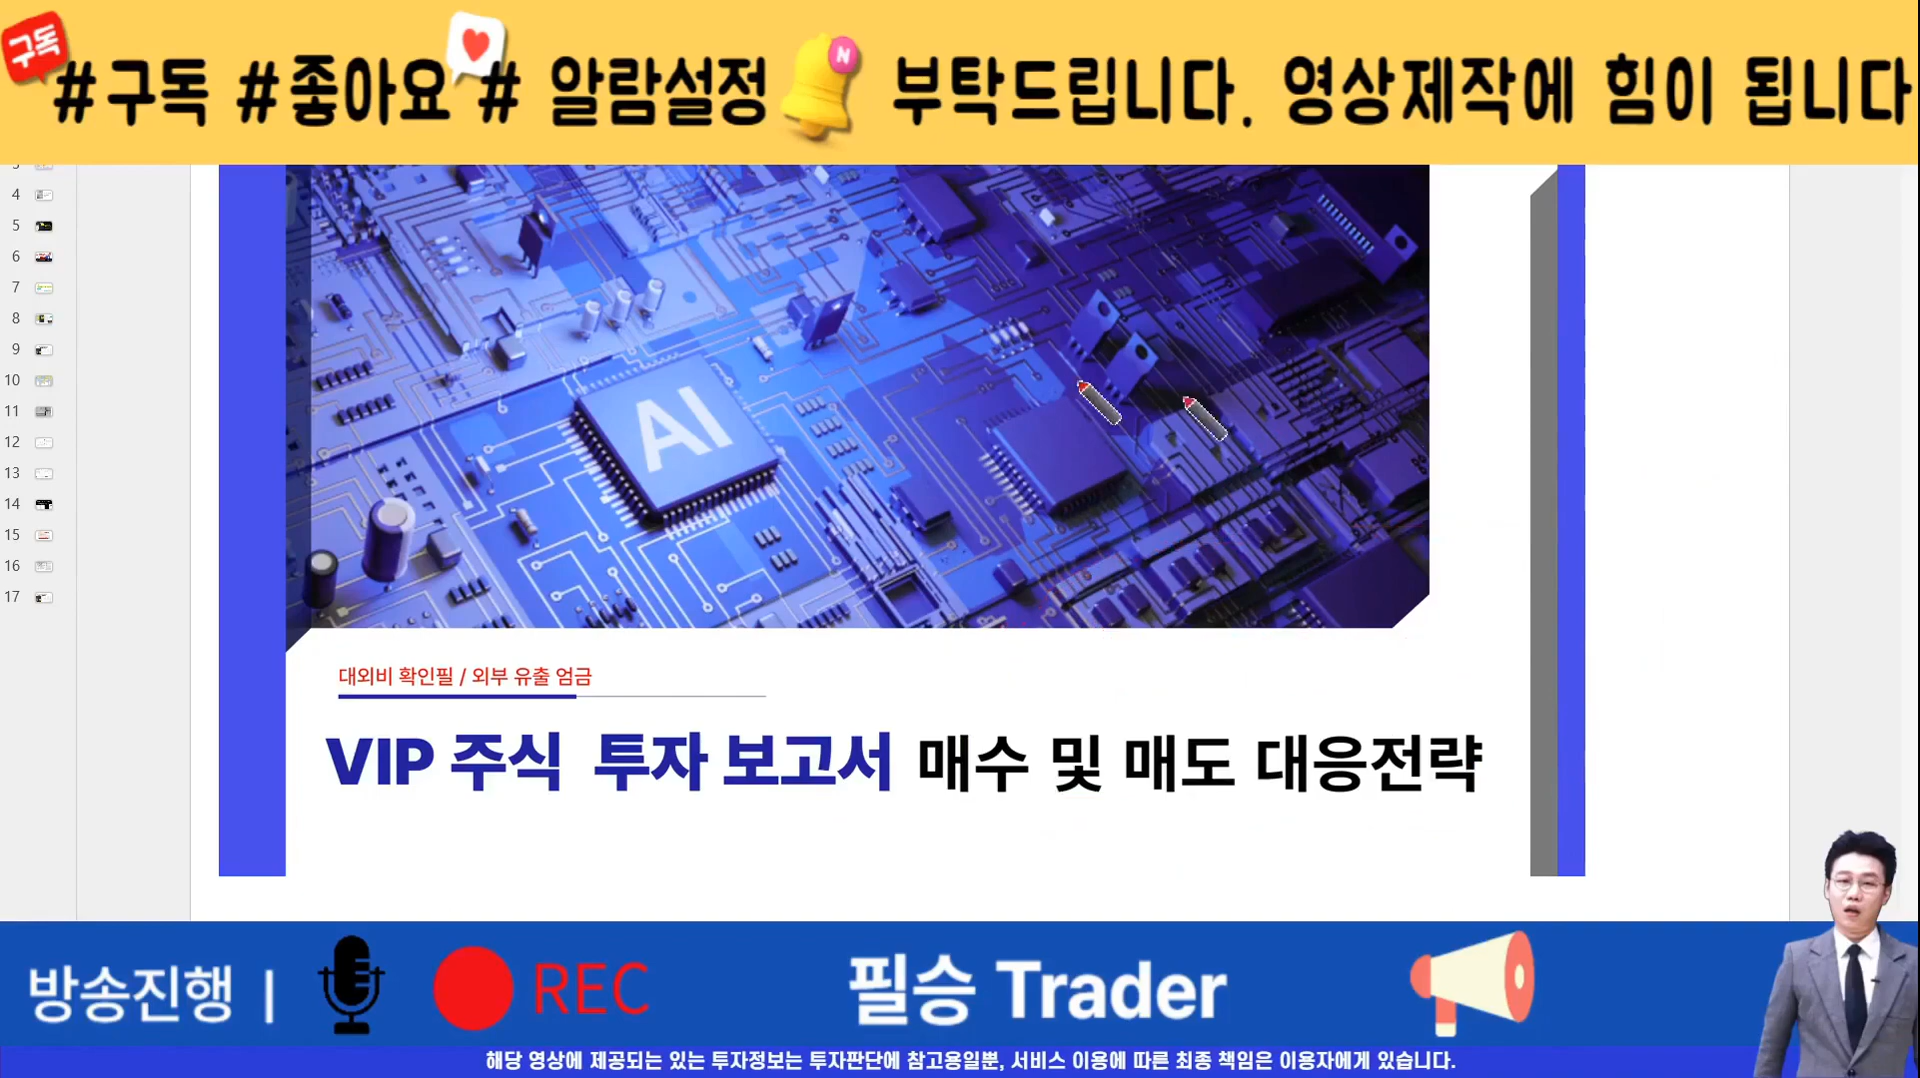 구독
#구독 #좋아요 # 알람설정 N 부탁드립니다. 영상제작에 힘이 됩니다
4
5
6
7
8
9
10
11
12
13
14
15
16
17
AI
대외비 확인필 / 외부 유출 엄금
VIP 주식 투자 보고서 매수 및 매도 대응전략
방송진행 | REC 필승 Trader
해당 영상에 제공되는 있는 투자정보는 투자판단에 참고용일뿐, 서비스 이용에 따른 최종 책임은 이용자에게 있습니다.